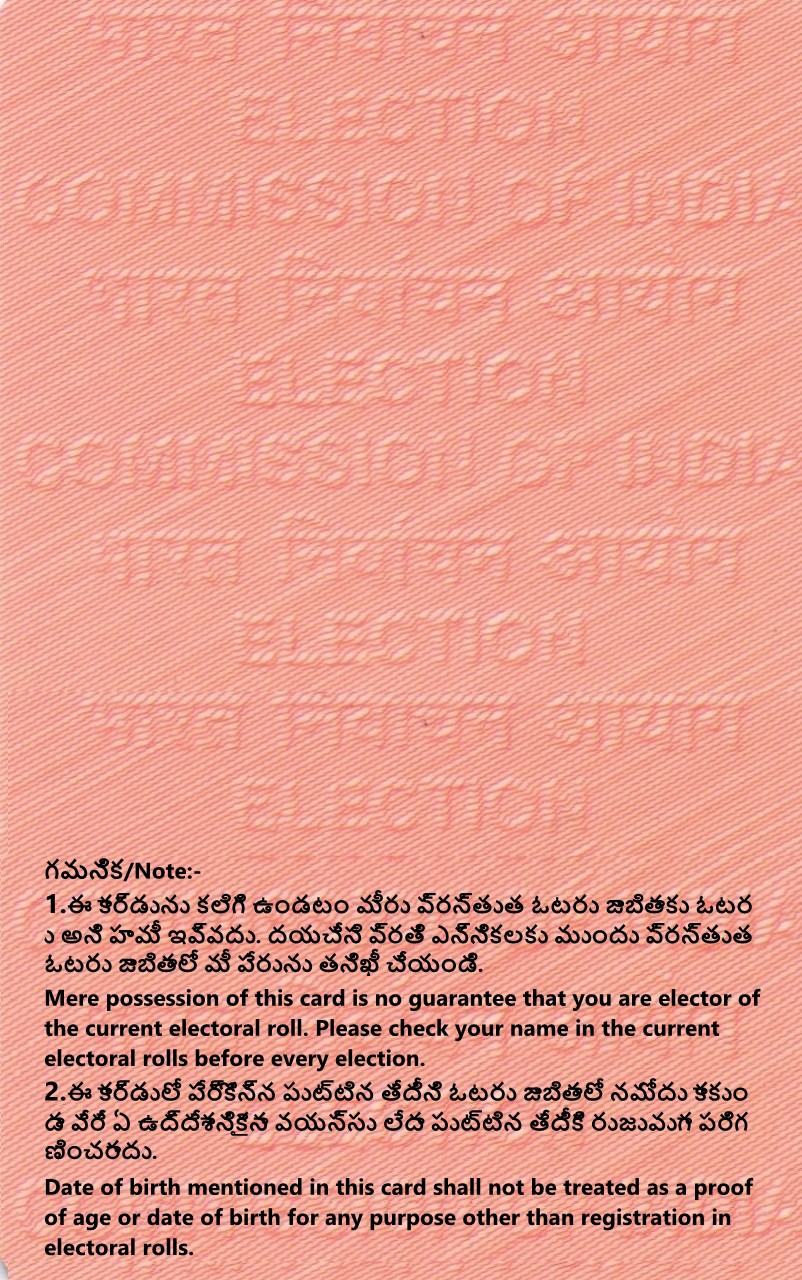 भारत निर्वाचन आयोग
ELECTION
COMMISSION OF INDIA
भारत निर्वाचन आयोग
ELECTION
COMMISSION OF INDIA
भारत निर्वाचन आयोग
ELECTION
भारत निर्वाचन आयोग
ELECTION
గమనిక/Note:-
1.ఈ కార్‌డును కలిగి ఉండటం మీరు ప్‌రస్‌తుత ఓటరు జాబితాకు ఓటర
ు అని హామీ ఇవ్‌వదు. దయచేసి ప్‌రతి ఎన్‌నికలకు ముందు ప్‌రస్‌తుత
ఓటరు జాబితాలో మీ పేరును తనిఖీ చేయండి.
Mere possession of this card is no guarantee that you are elector of
the current electoral roll. Please check your name in the current
electoral rolls before every election.
2.ఈ కార్‌డులో పేర్‌కొన్‌న పుట్‌టిన తేదీని ఓటరు జాబితాలో నమోదు కాకుం
డా వేరే ఏ ఉద్‌దేశానికైనా వయస్‌సు లేదా పుట్‌టిన తేదీకి రుజువుగా పరిగ
ణించరాదు.
Date of birth mentioned in this card shall not be treated as a proof
of age or date of birth for any purpose other than registration in
electoral rolls.